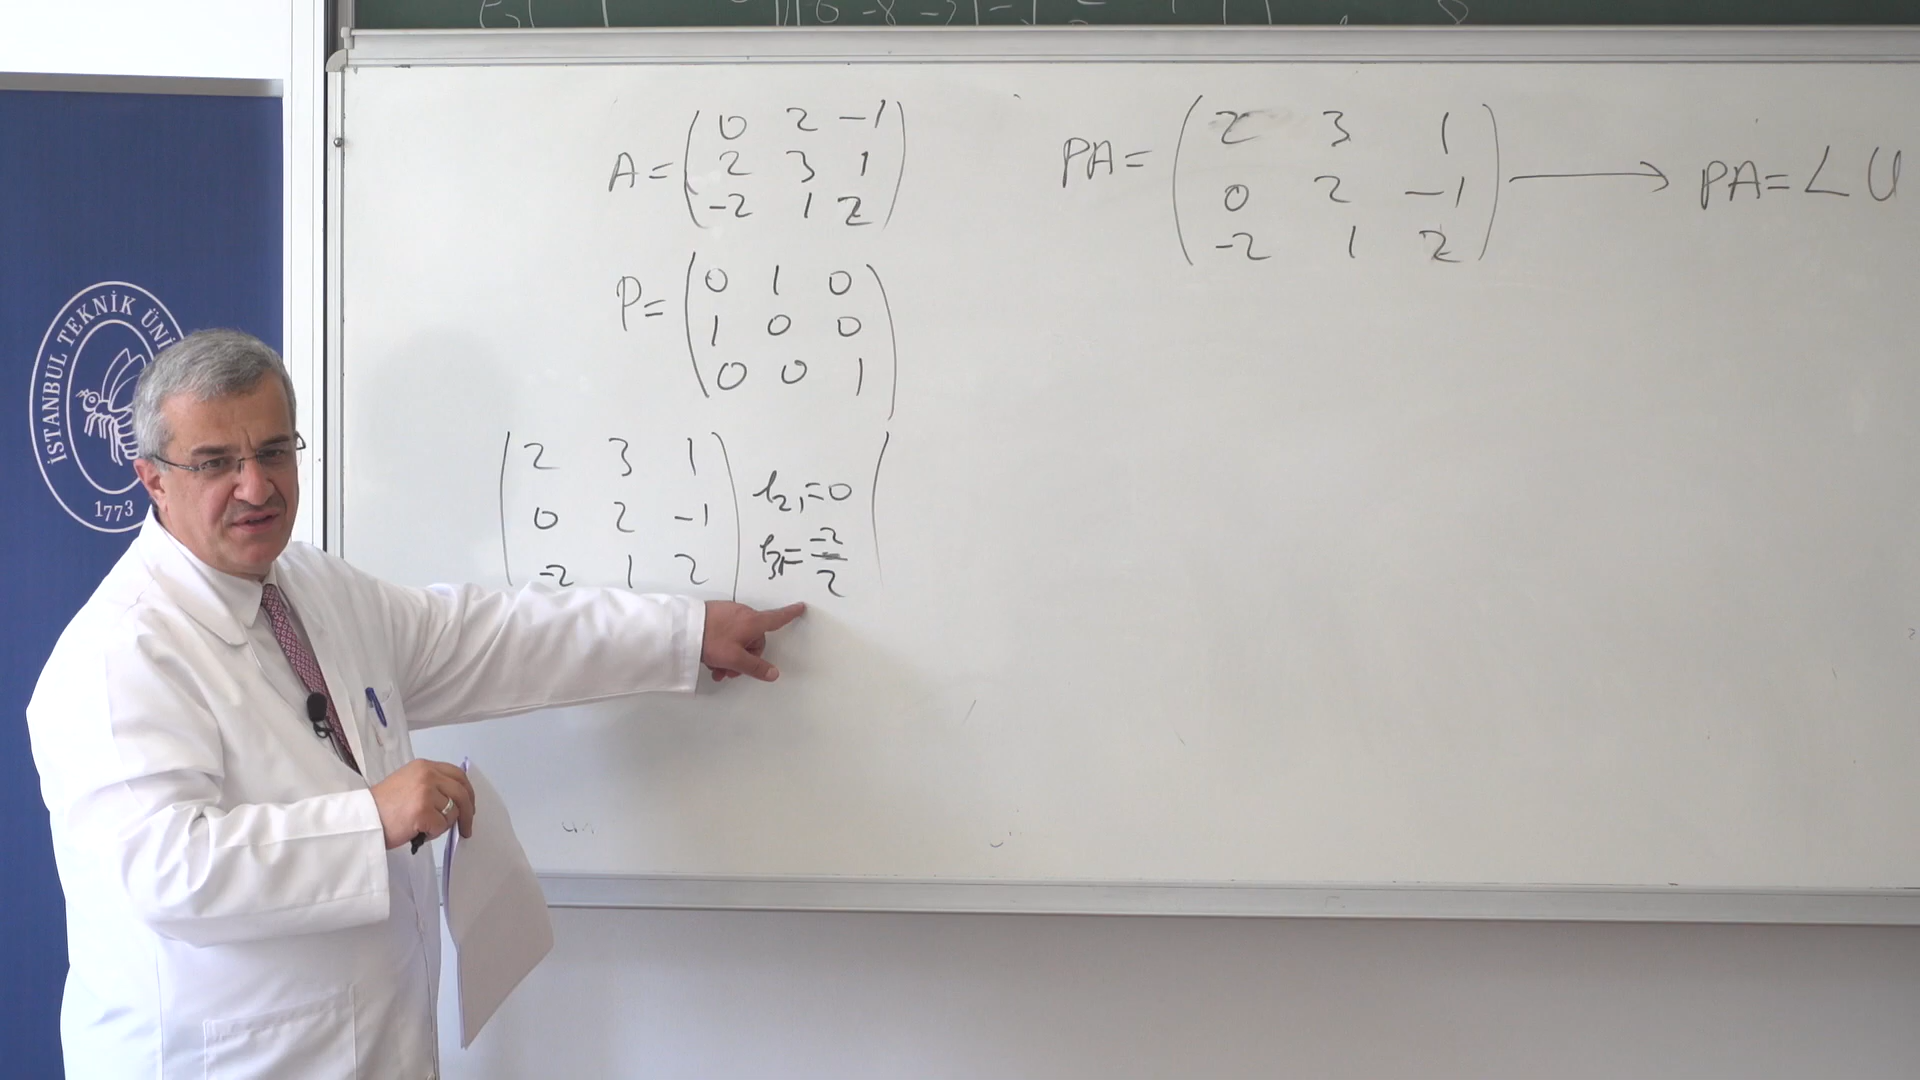 A = ( 0 2 -1
2 3 1
-2 1 2 )
P = ( 0 1 0
1 0 0
0 0 1 )
( 2 3 1
0 2 -1
-2 1 2 )
l21 = 0
l31 = -2/2
(
PA = ( 2 3 1
0 2 -1
-2 1 2 ) → PA = LU
İSTANBUL TEKNİK ÜNİ
1773